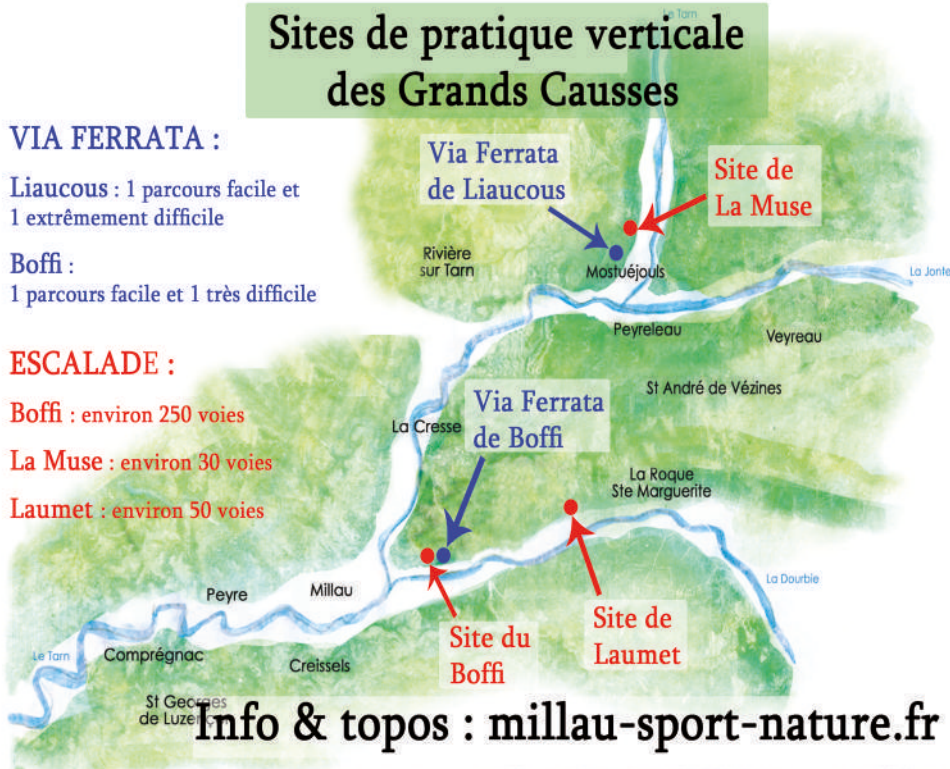 Le Tarn
Sites de pratique verticale
des Grands Causses
VIA FERRATA :
Liaucous : 1 parcours facile et
1 extrêmement difficile
Boffi :
1 parcours facile et 1 très difficile
ESCALADE :
Boffi : environ 250 voies
La Muse : environ 30 voies
Laumet : environ 50 voies
Via Ferrata
de Liaucous
Site de
La Muse
Rivière
sur Tarn
Mostuéjouls
La Jonte
Peyreleau
Veyreau
St André de Vézines
La Cresse
Via Ferrata
de Boffi
La Roque
Ste Marguerite
La Dourbie
Peyre
Millau
Site du
Boffi
Site de
Laumet
Le Tarn
Comprégnac
Creissels
St Georges
de Luzençon
Info & topos : millau-sport-nature.fr